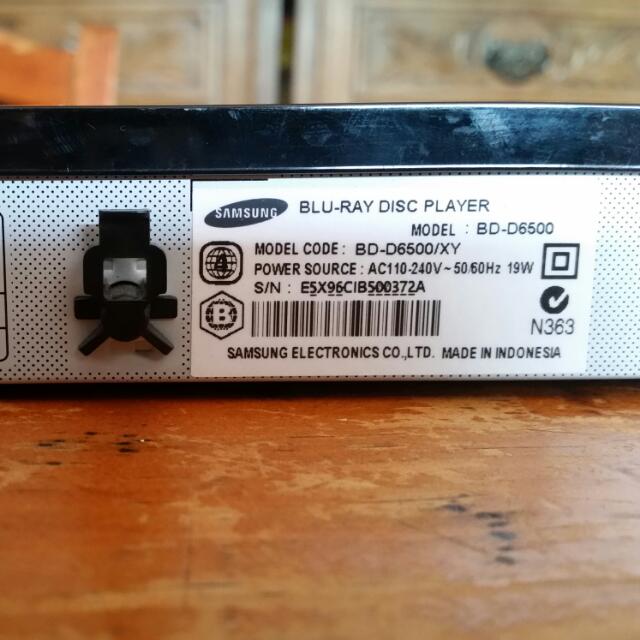 SAMSUNG BLU-RAY DISC PLAYER
MODEL : BD-D6500
MODEL CODE : BD-D6500/XY
POWER SOURCE : AC110-240V ~ 50/60Hz 19W
S/N : E5X96CIB500372A
4
B
N363
SAMSUNG ELECTRONICS CO.,LTD. MADE IN INDONESIA